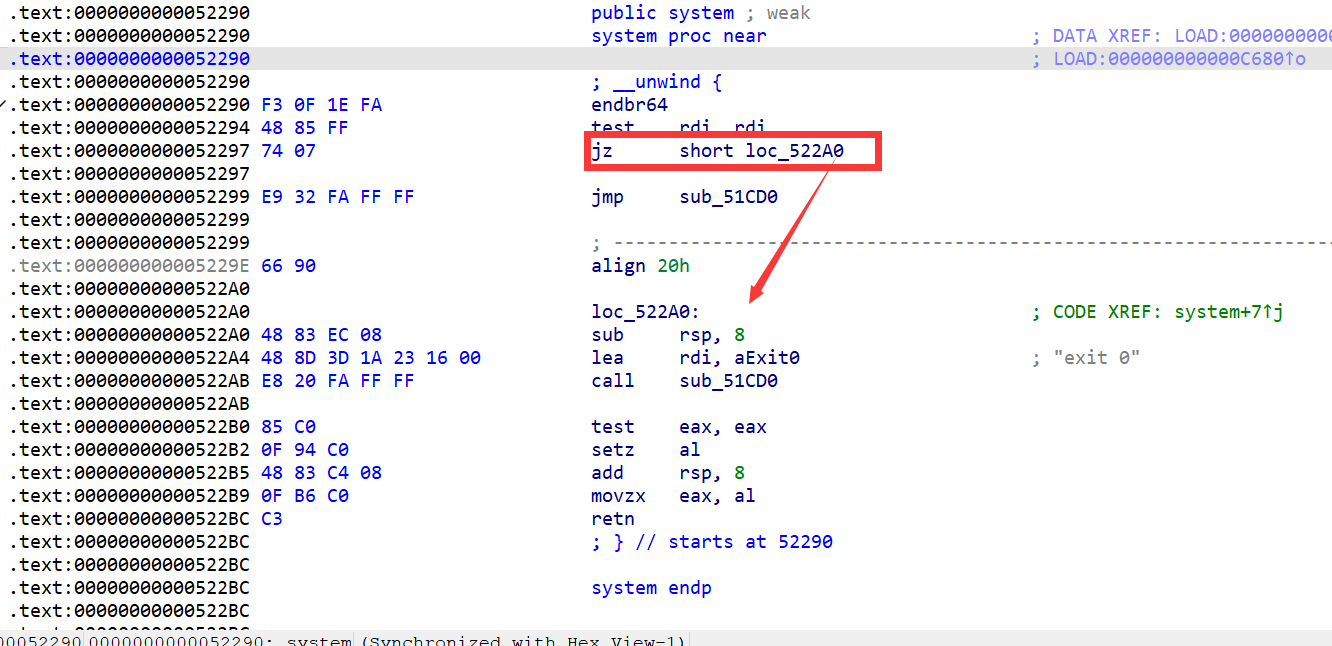 .text:0000000000052290 public system ; weak
.text:0000000000052290 system proc near ; DATA XREF: LOAD:000000000
.text:0000000000052290 ; LOAD:000000000000C680↑o
.text:0000000000052290 ; __unwind {
.text:0000000000052290 F3 0F 1E FA endbr64
.text:0000000000052294 48 85 FF test rdi, rdi
.text:0000000000052297 74 07 jz short loc_522A0
.text:0000000000052297
.text:0000000000052299 E9 32 FA FF FF jmp sub_51CD0
.text:0000000000052299
.text:0000000000052299 ; ---------------------------------------------------------------------------
.text:000000000005229E 66 90 align 20h
.text:00000000000522A0
.text:00000000000522A0 loc_522A0: ; CODE XREF: system+7↑j
.text:00000000000522A0 48 83 EC 08 sub rsp, 8
.text:00000000000522A4 48 8D 3D 1A 23 16 00 lea rdi, aExit0 ; "exit 0"
.text:00000000000522AB E8 20 FA FF FF call sub_51CD0
.text:00000000000522AB
.text:00000000000522B0 85 C0 test eax, eax
.text:00000000000522B2 0F 94 C0 setz al
.text:00000000000522B5 48 83 C4 08 add rsp, 8
.text:00000000000522B9 0F B6 C0 movzx eax, al
.text:00000000000522BC C3 retn
.text:00000000000522BC ; } // starts at 52290
.text:00000000000522BC
.text:00000000000522BC system endp
.text:00000000000522BC
00052290 0000000000052290: system (Synchronized with Hex View-1)